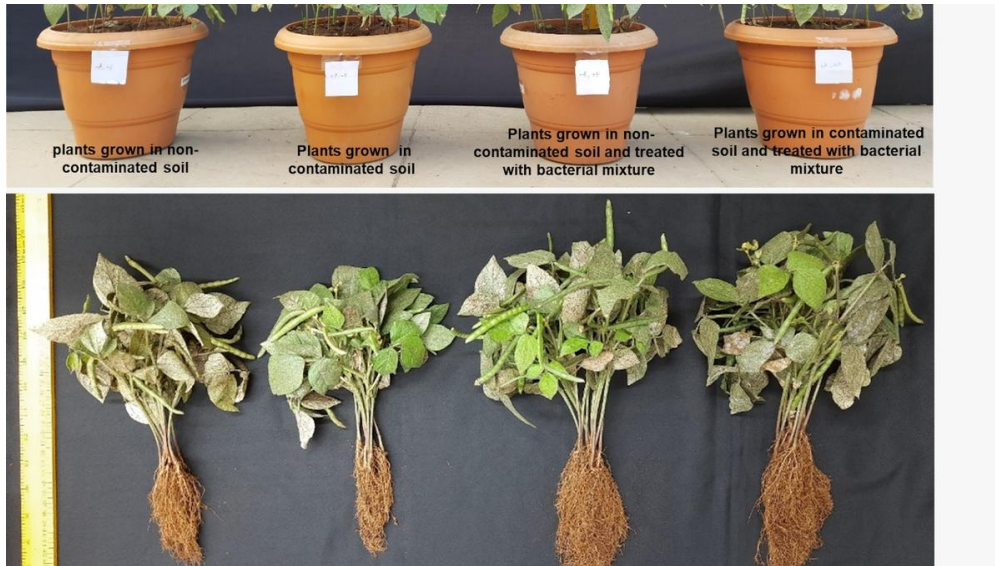 plants grown in non-
contaminated soil
Plants grown in
contaminated soil
Plants grown in non-
contaminated soil and treated
with bacterial mixture
Plants grown in contaminated
soil and treated with bacterial
mixture